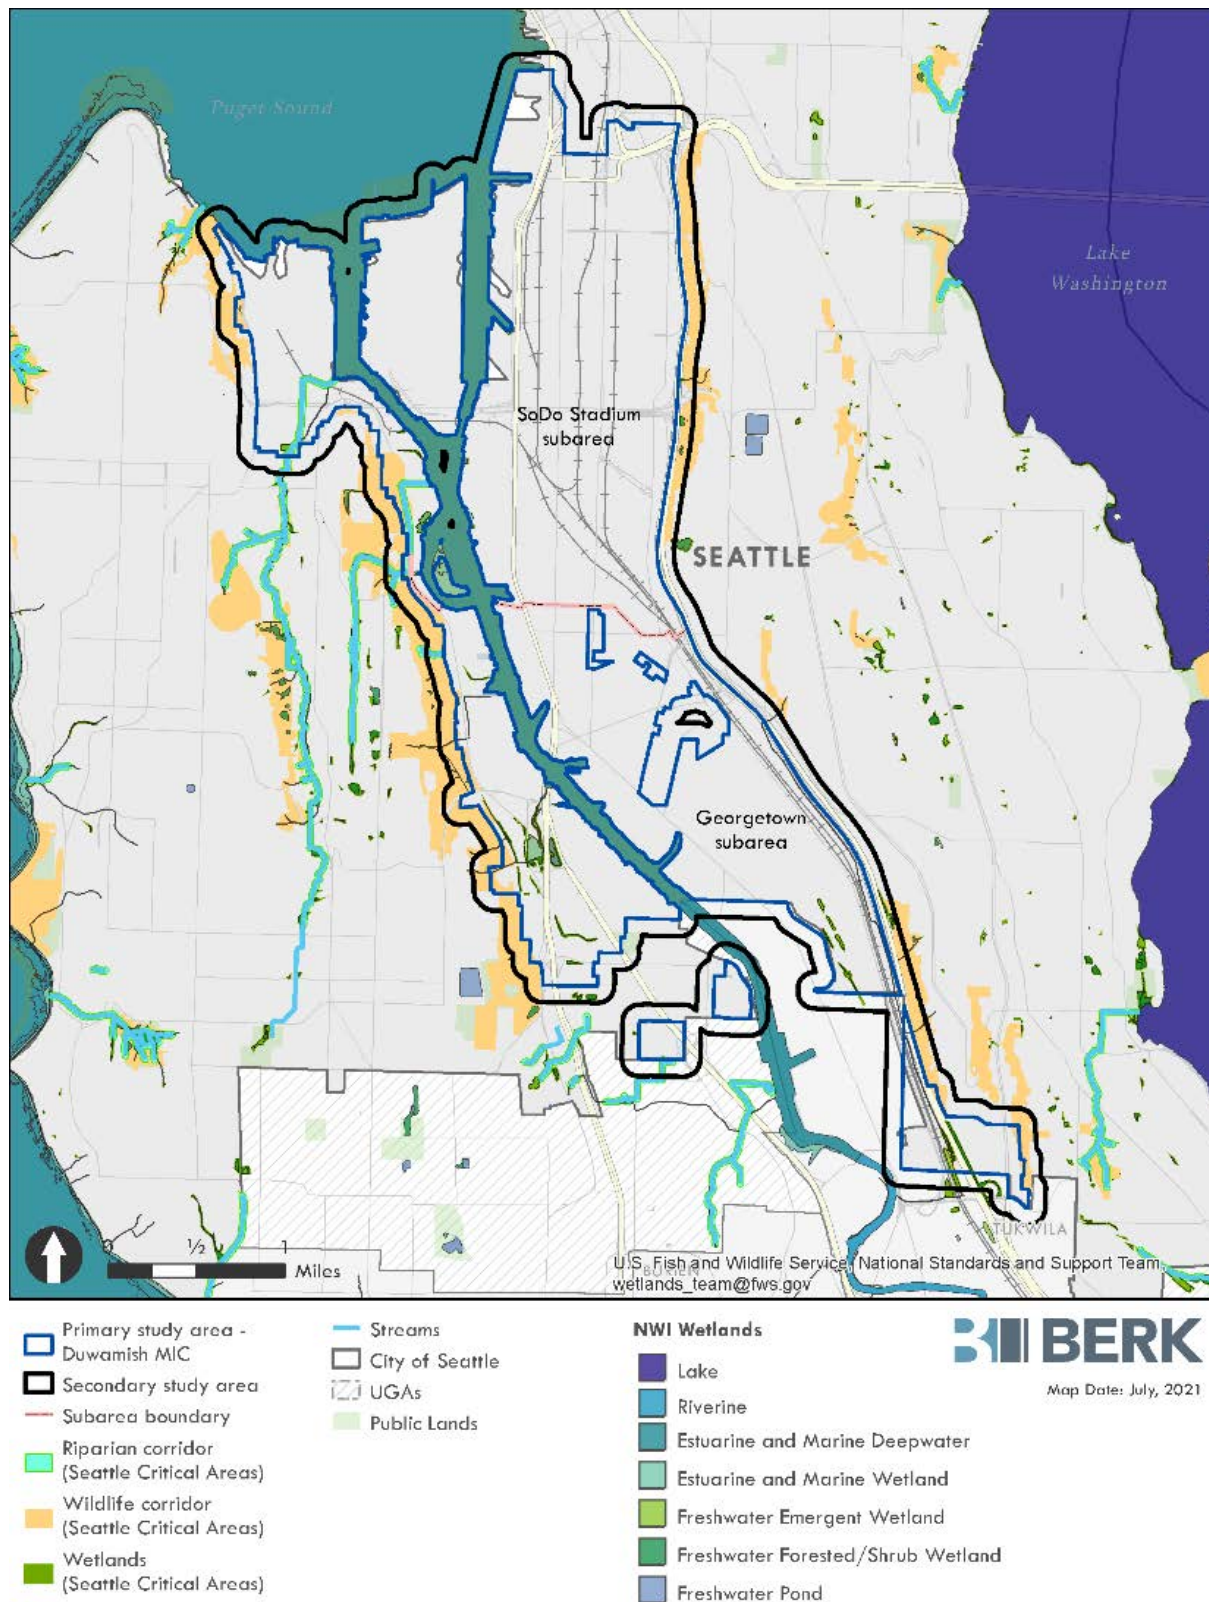 Puget Sound
Lake
Washington
SoDo Stadium
subarea
SEATTLE
Georgetown
subarea
TUKWILA
BURIEN
0 ½ 1
Miles
U.S. Fish and Wildlife Service, National Standards and Support Team,
wetlands_team@fws.gov
Primary study area -
Duwamish MIC
Secondary study area
Subarea boundary
Riparian corridor
(Seattle Critical Areas)
Wildlife corridor
(Seattle Critical Areas)
Wetlands
(Seattle Critical Areas)
Streams
City of Seattle
UGAs
Public Lands
NWI Wetlands
Lake
Riverine
Estuarine and Marine Deepwater
Estuarine and Marine Wetland
Freshwater Emergent Wetland
Freshwater Forested/Shrub Wetland
Freshwater Pond
BERK
Map Date: July, 2021